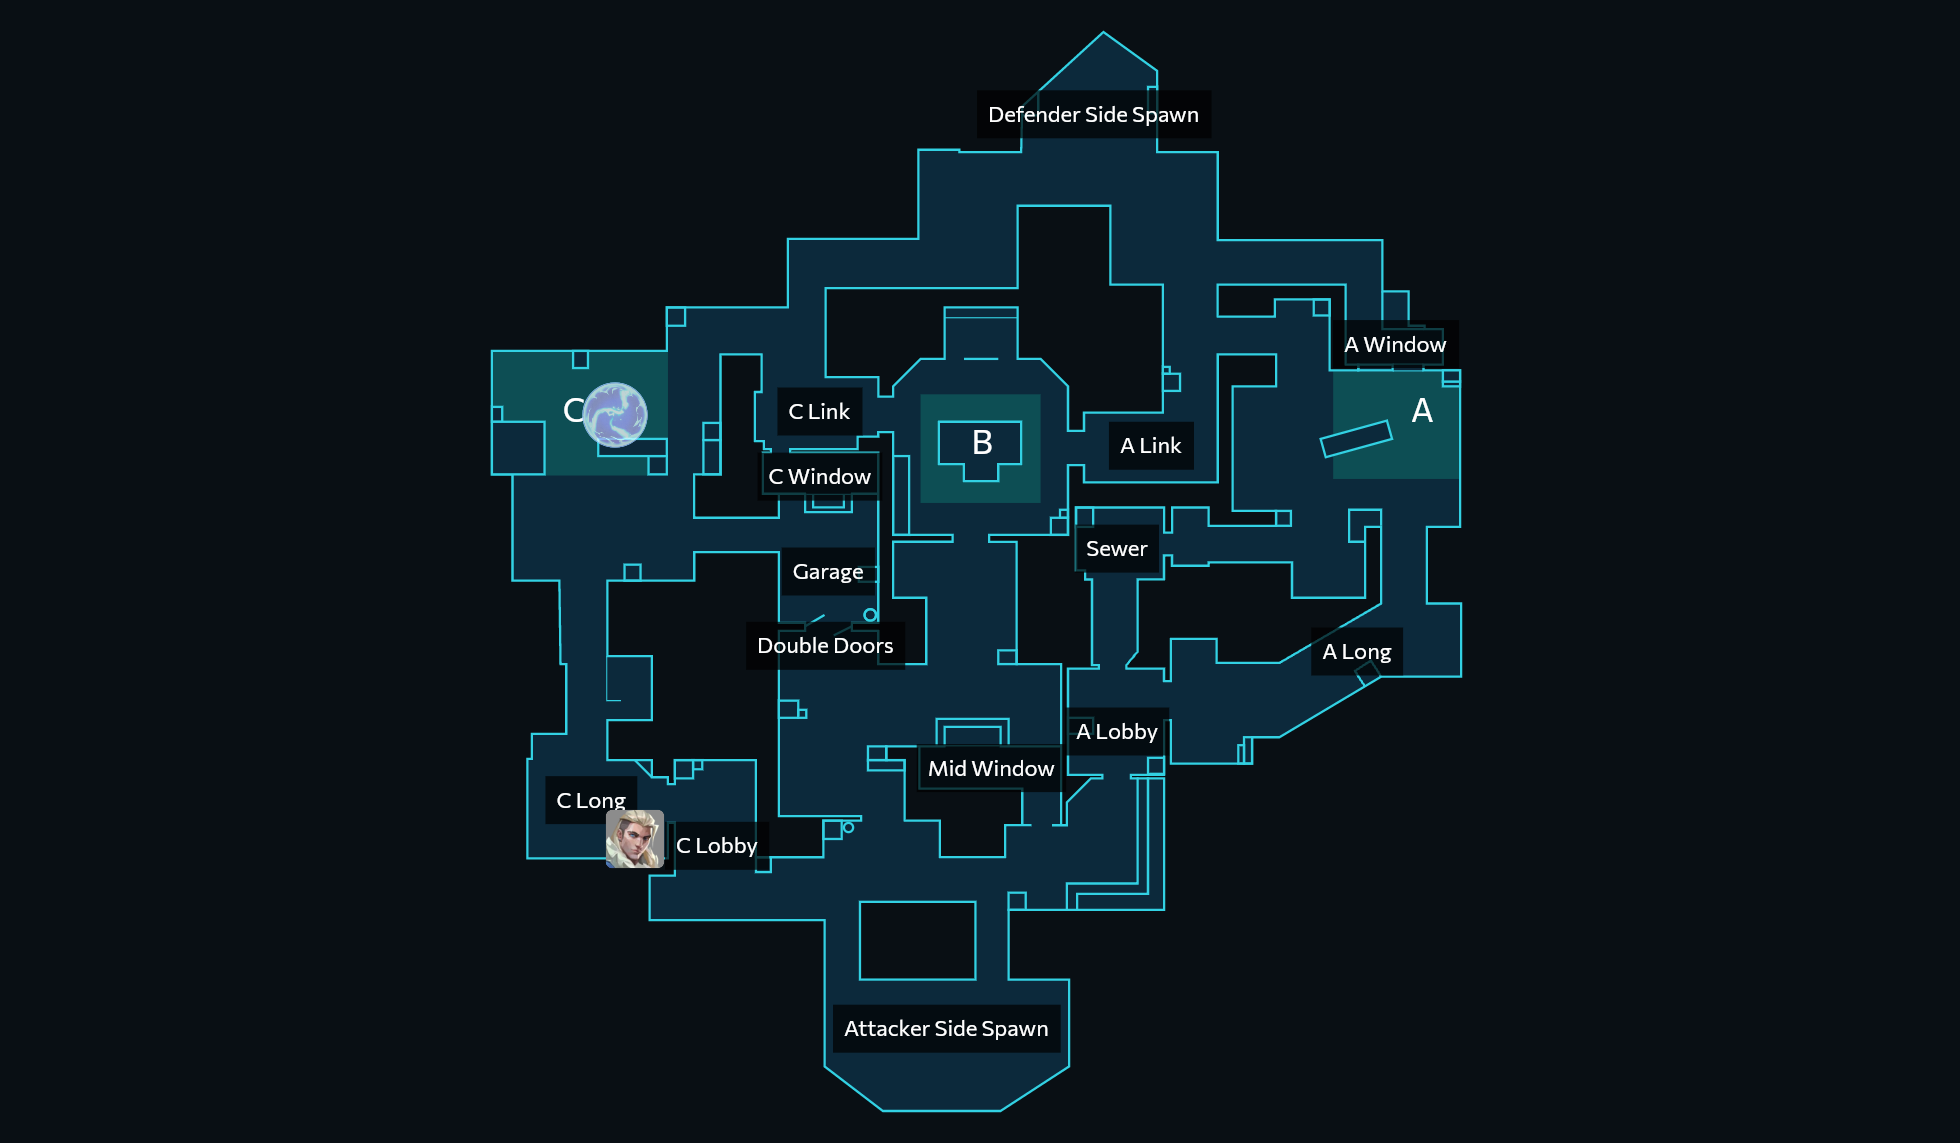 Defender Side Spawn
A Window
C
C Link
A
B
A Link
C Window
Sewer
Garage
Double Doors
A Long
A Lobby
Mid Window
C Long
C Lobby
Attacker Side Spawn